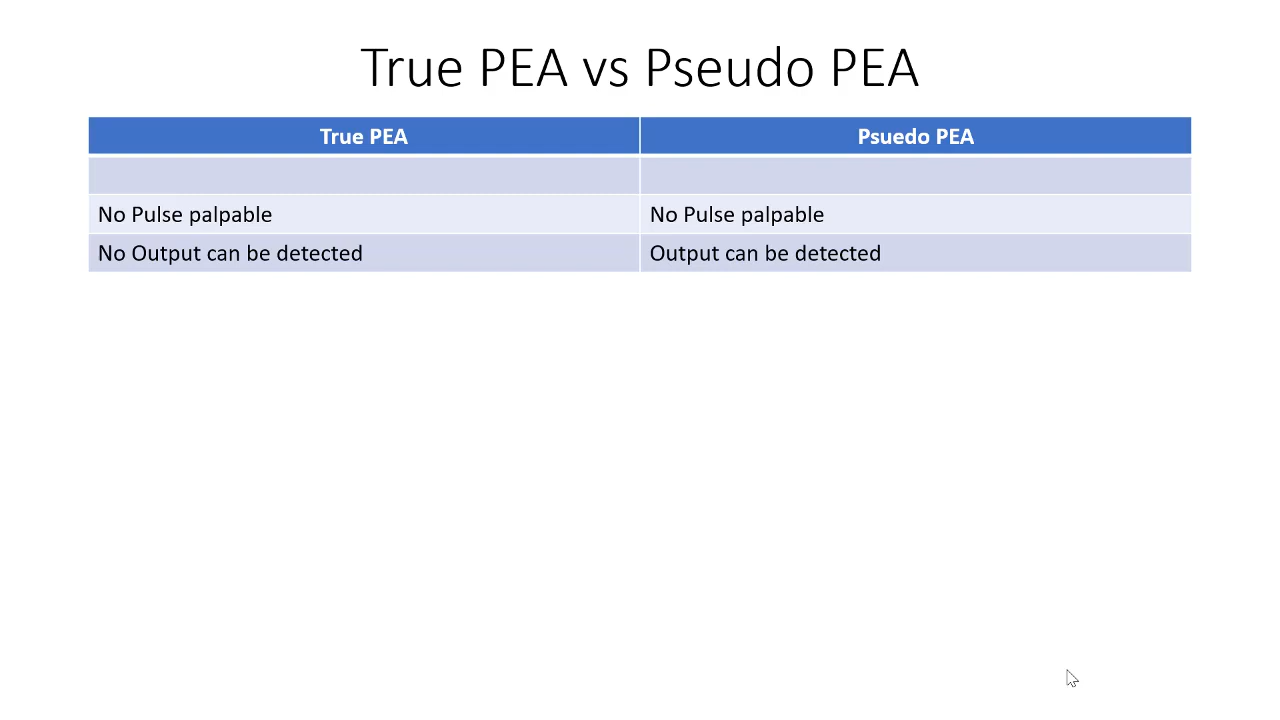 True PEA vs Pseudo PEA
True PEA
Psuedo PEA
No Pulse palpable
No Pulse palpable
No Output can be detected
Output can be detected